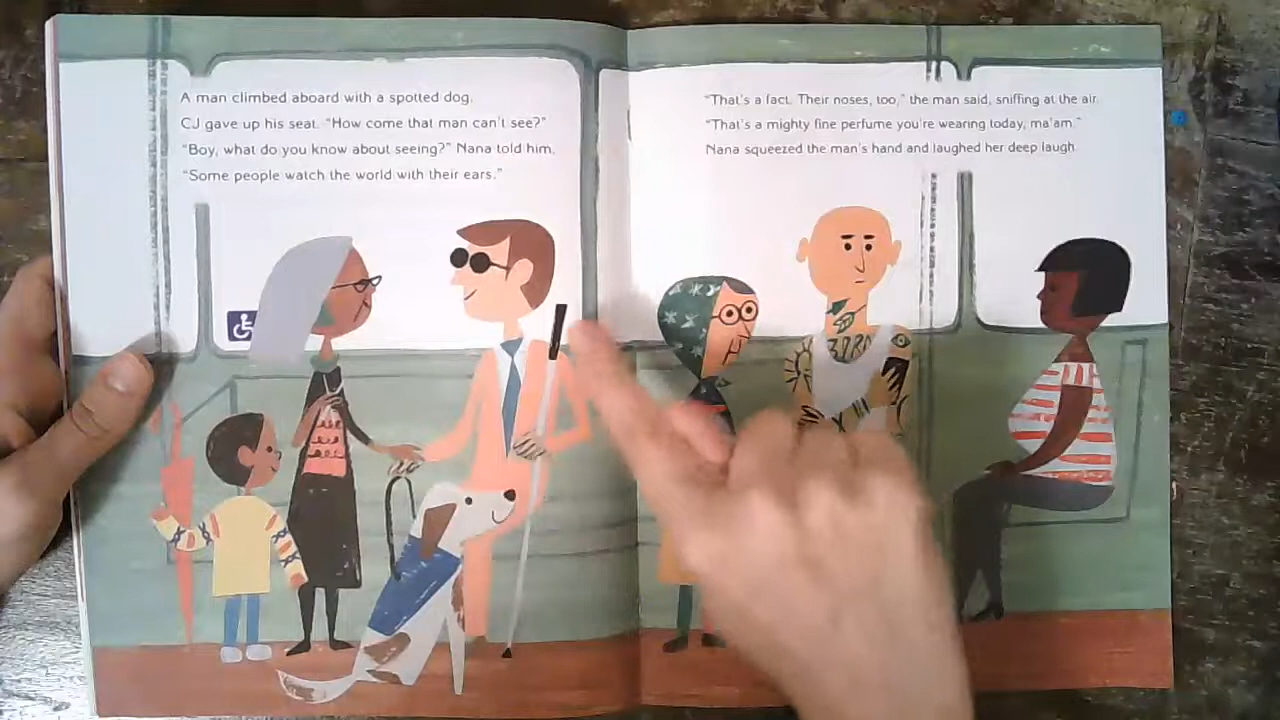 A man climbed aboard with a spotted dog.
CJ gave up his seat. "How come that man can't see?"
"Boy, what do you know about seeing?" Nana told him.
"Some people watch the world with their ears."
"That's a fact. Their noses, too," the man said, sniffing at the air.
"That's a mighty fine perfume you're wearing today, ma'am."
Nana squeezed the man's hand and laughed her deep laugh.